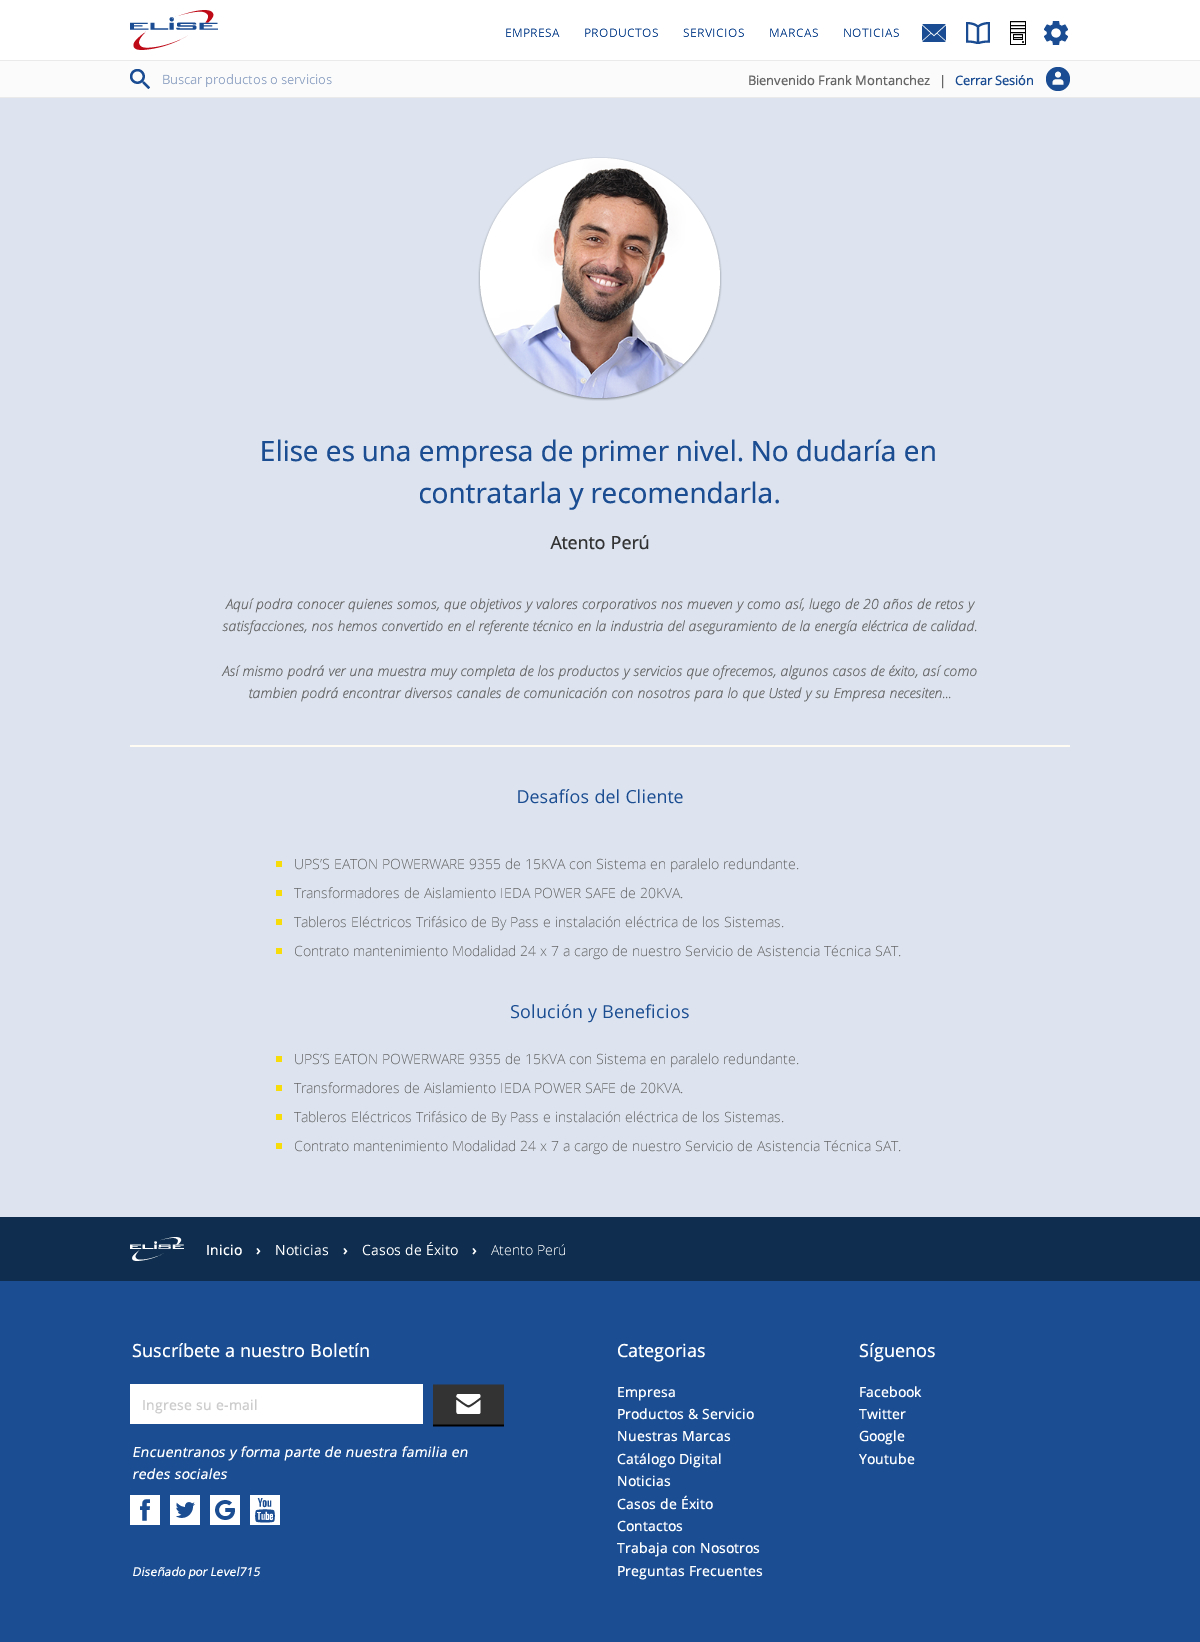 ELISE
EMPRESA PRODUCTOS SERVICIOS MARCAS NOTICIAS
Buscar productos o servicios
Bienvenido Frank Montanchez | Cerrar Sesión
Elise es una empresa de primer nivel. No dudaría en
contratarla y recomendarla.
Atento Perú
Aquí podra conocer quienes somos, que objetivos y valores corporativos nos mueven y como así, luego de 20 años de retos y
satisfacciones, nos hemos convertido en el referente técnico en la industria del aseguramiento de la energía eléctrica de calidad.
Así mismo podrá ver una muestra muy completa de los productos y servicios que ofrecemos, algunos casos de éxito, así como
tambien podrá encontrar diversos canales de comunicación con nosotros para lo que Usted y su Empresa necesiten...
Desafíos del Cliente
UPS’S EATON POWERWARE 9355 de 15KVA con Sistema en paralelo redundante.
Transformadores de Aislamiento IEDA POWER SAFE de 20KVA.
Tableros Eléctricos Trifásico de By Pass e instalación eléctrica de los Sistemas.
Contrato mantenimiento Modalidad 24 x 7 a cargo de nuestro Servicio de Asistencia Técnica SAT.
Solución y Beneficios
UPS’S EATON POWERWARE 9355 de 15KVA con Sistema en paralelo redundante.
Transformadores de Aislamiento IEDA POWER SAFE de 20KVA.
Tableros Eléctricos Trifásico de By Pass e instalación eléctrica de los Sistemas.
Contrato mantenimiento Modalidad 24 x 7 a cargo de nuestro Servicio de Asistencia Técnica SAT.
ELISE Inicio › Noticias › Casos de Éxito › Atento Perú
Suscríbete a nuestro Boletín
Ingrese su e-mail
Encuentranos y forma parte de nuestra familia en
redes sociales
f G You Tube
Diseñado por Level715
Categorias
Empresa
Productos & Servicio
Nuestras Marcas
Catálogo Digital
Noticias
Casos de Éxito
Contactos
Trabaja con Nosotros
Preguntas Frecuentes
Síguenos
Facebook
Twitter
Google
Youtube